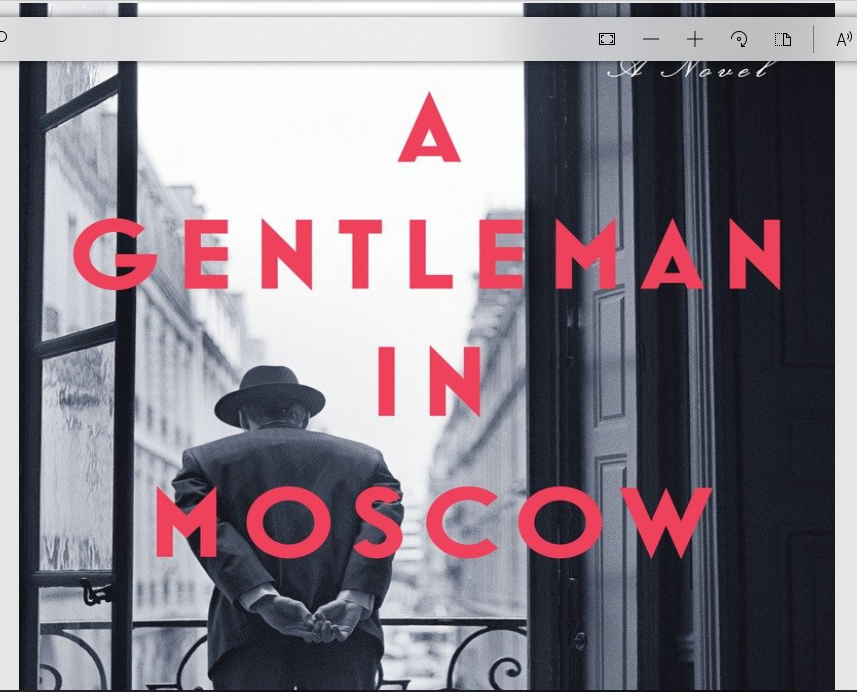 A Novel
A
GENTLEMAN
IN
MOSCOW